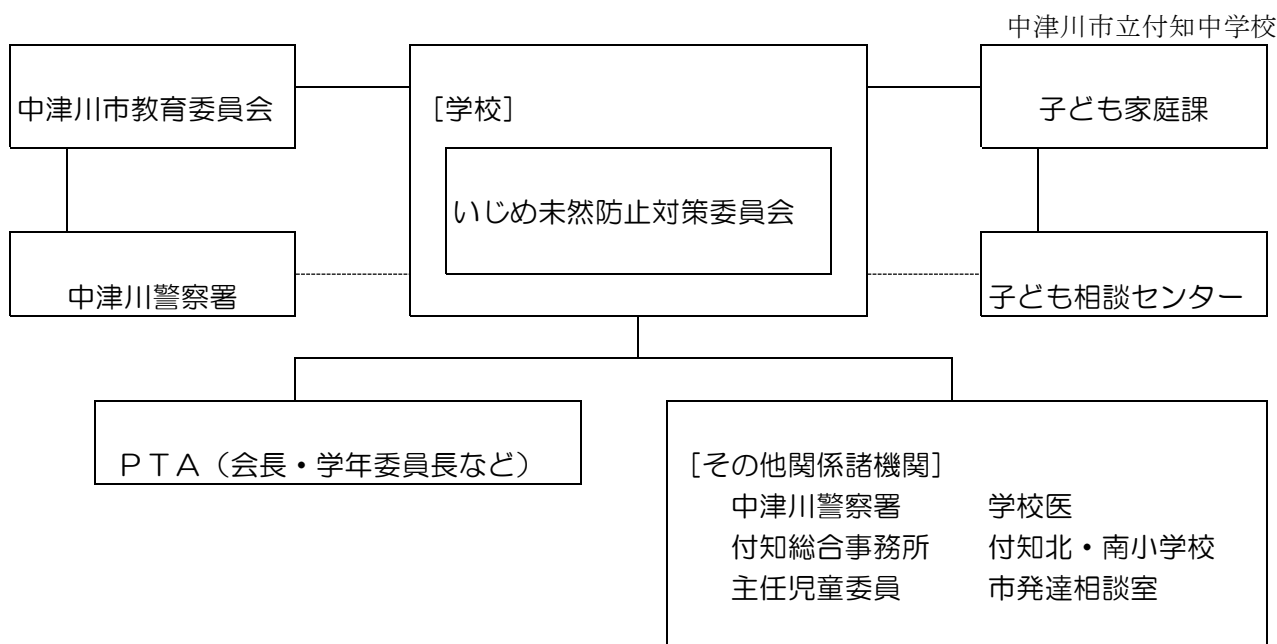 中津川市立付知中学校
中津川市教育委員会
[学校]
子ども家庭課
いじめ未然防止対策委員会
中津川警察署
子ども相談センター
ＰＴＡ（会長・学年委員長など）
[その他関係諸機関]
中津川警察署　　学校医
付知総合事務所　　付知北・南小学校
主任児童委員　　市発達相談室